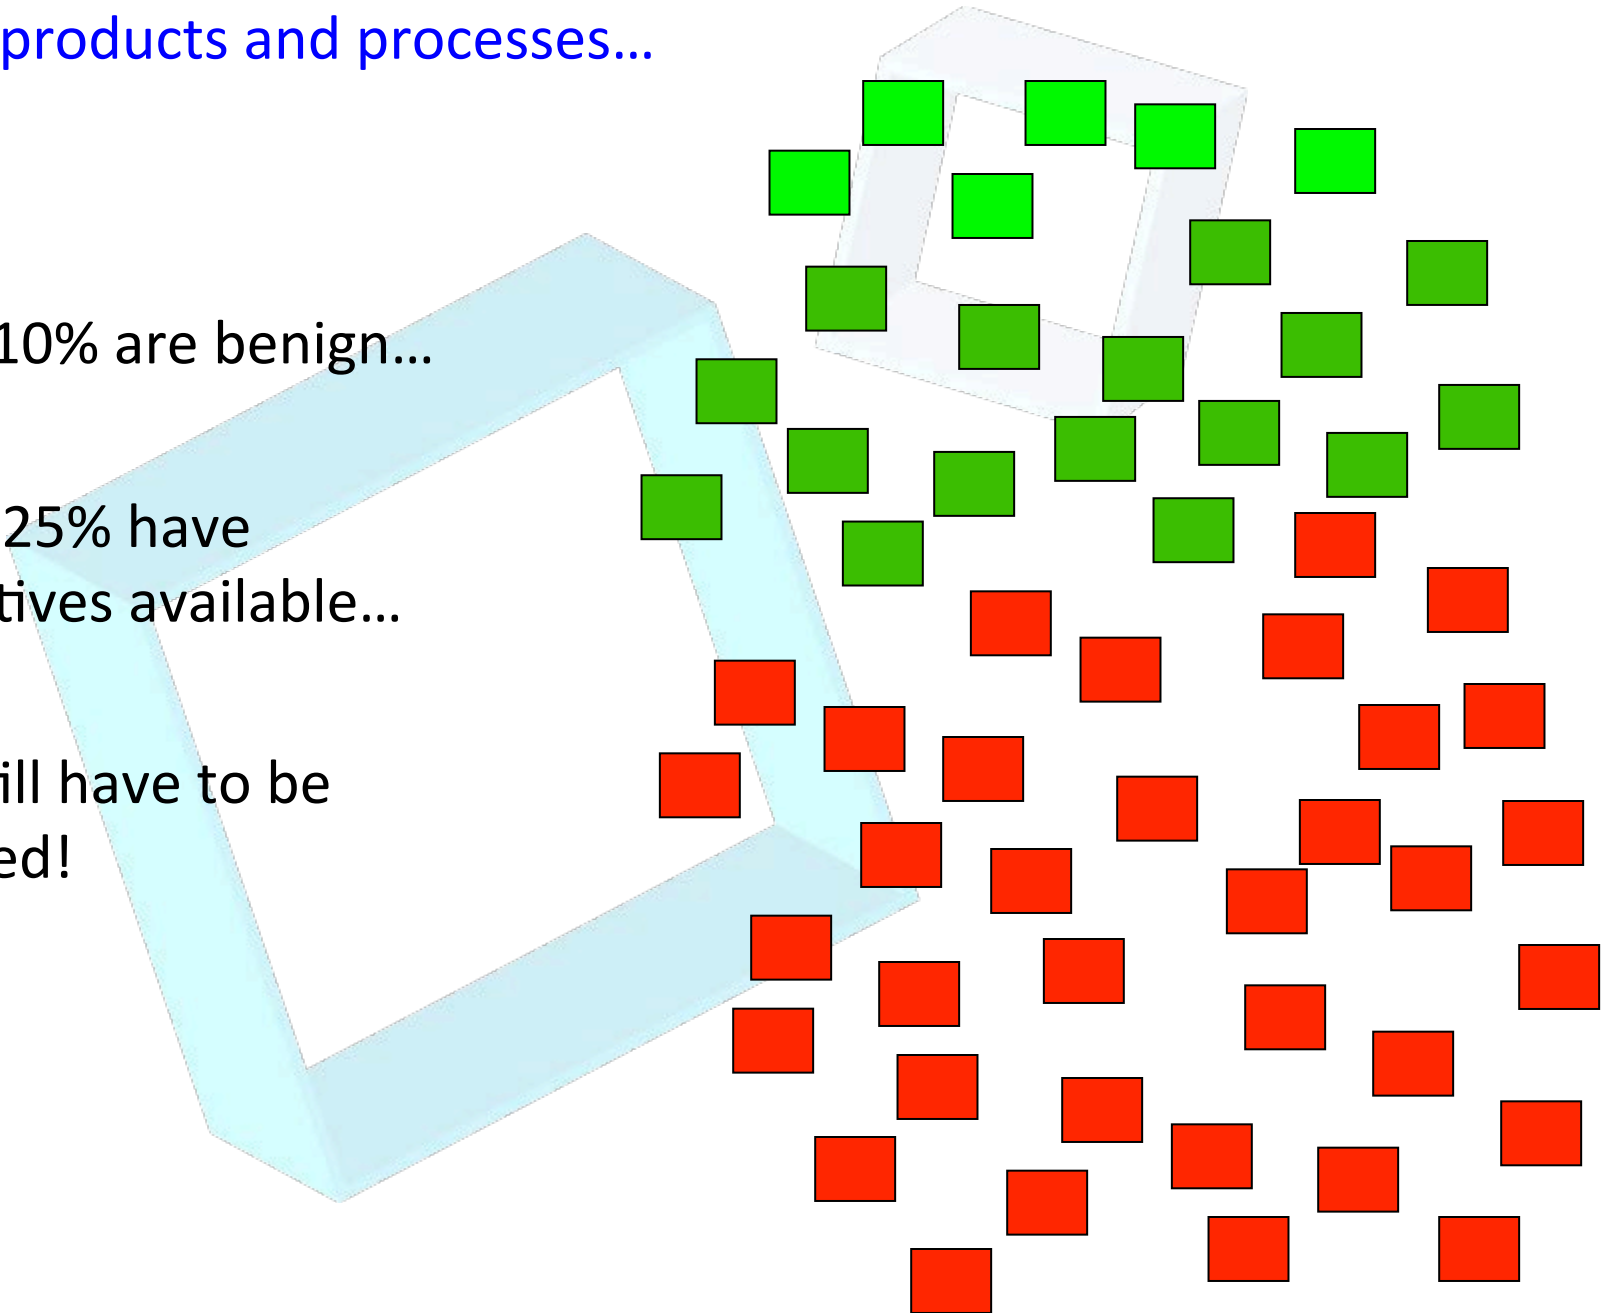 products and processes…
10% are benign…
25% have
tives available…
ill have to be
ed!